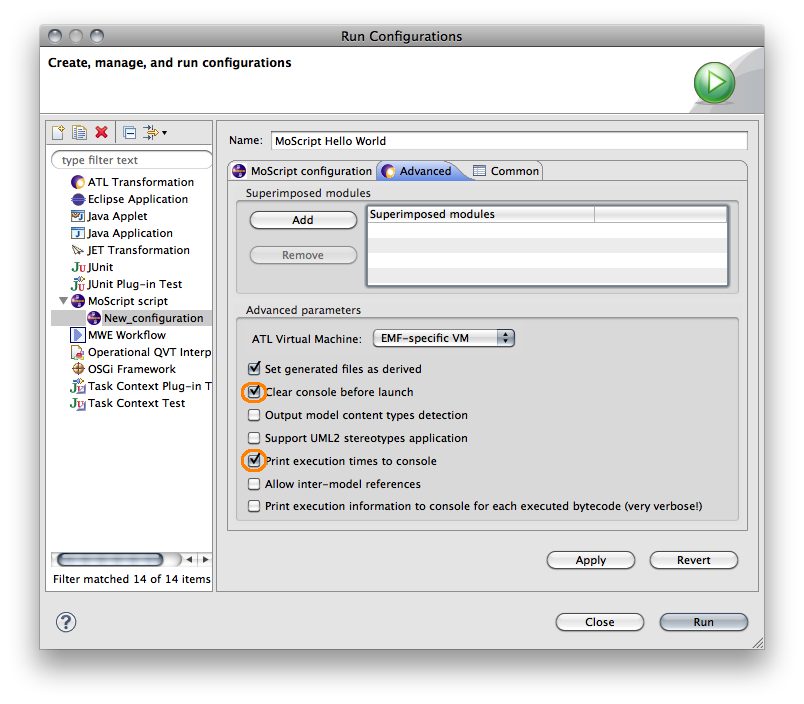 Run Configurations
Create, manage, and run configurations
type filter text
ATL Transformation
Eclipse Application
Java Applet
Java Application
JET Transformation
JUnit
JUnit Plug-in Test
MoScript script
New_configuration
MWE Workflow
Operational QVT Interp
OSGi Framework
Task Context Plug-in T
Task Context Test
Filter matched 14 of 14 items
Name: MoScript Hello World
MoScript configuration Advanced Common
Superimposed modules
Add
Remove
Superimposed modules
Advanced parameters
ATL Virtual Machine: EMF-specific VM
Set generated files as derived
Clear console before launch
Output model content types detection
Support UML2 stereotypes application
Print execution times to console
Allow inter-model references
Print execution information to console for each executed bytecode (very verbose!)
Apply Revert
? Close Run